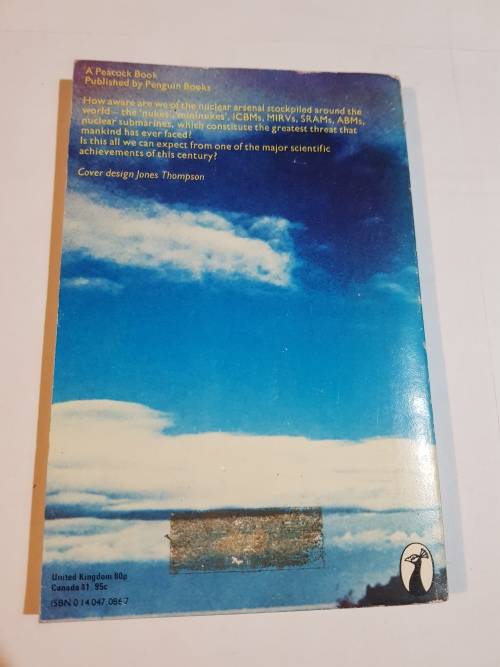 A Peacock Book
Published by Penguin Books
How aware are we of the nuclear arsenal stockpiled around the
world – the 'nukes', 'mininukes', ICBMs, MIRVs, SRAMs, ABMs,
nuclear submarines, which constitute the greatest threat that
mankind has ever faced?
Is this all we can expect from one of the major scientific
achievements of this century?
Cover design Jones Thompson
United Kingdom 80p
Canada $1.95c
ISBN 0 14 047.086 7